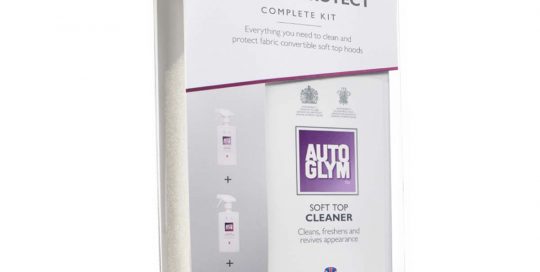 COMPLETE KIT
Everything you need to clean and
protect fabric convertible soft top hoods
AUTO
GLYM
SOFT TOP
CLEANER
Cleans, freshens and
revives appearance
+
+